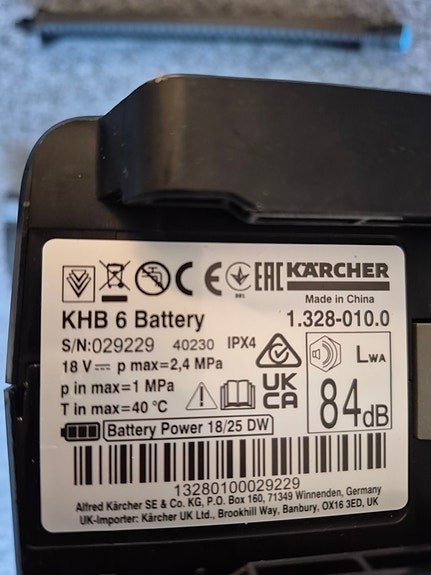 CE EAC KÄRCHER
001
Made in China
KHB 6 Battery 1.328-010.0
S/N:029229 40230 IPX4
18 V⎓ p max=2,4 MPa
p in max=1 MPa
T in max=40 °C
UK
CA
LWA
84dB
Battery Power 18/25 DW
13280100029229
Alfred Kärcher SE & Co. KG, P.O. Box 160, 71349 Winnenden, Germany
UK-Importer: Kärcher UK Ltd., Brookhill Way, Banbury, OX16 3ED, UK